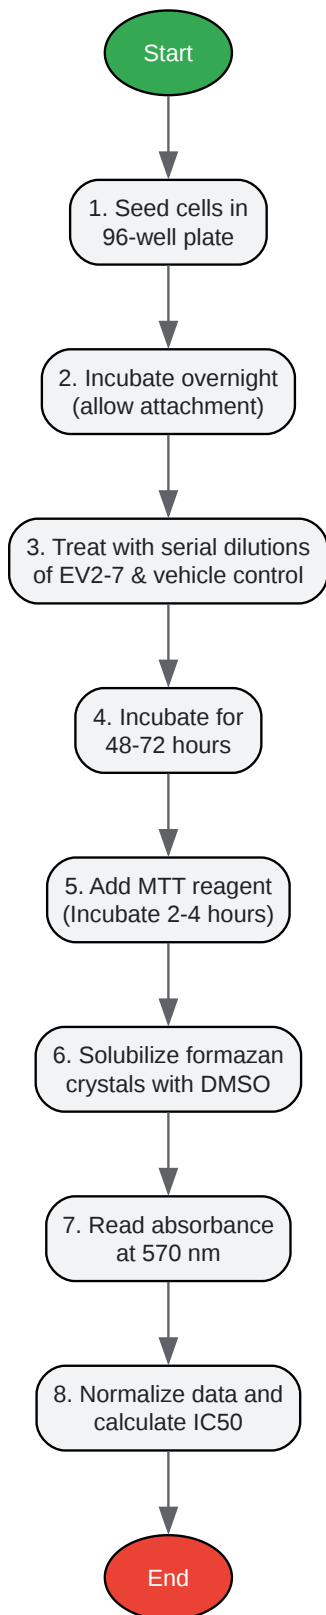 Start
1. Seed cells in
96-well plate
2. Incubate overnight
(allow attachment)
3. Treat with serial dilutions
of EV2-7 & vehicle control
4. Incubate for
48-72 hours
5. Add MTT reagent
(Incubate 2-4 hours)
6. Solubilize formazan
crystals with DMSO
7. Read absorbance
at 570 nm
8. Normalize data and
calculate IC50
End